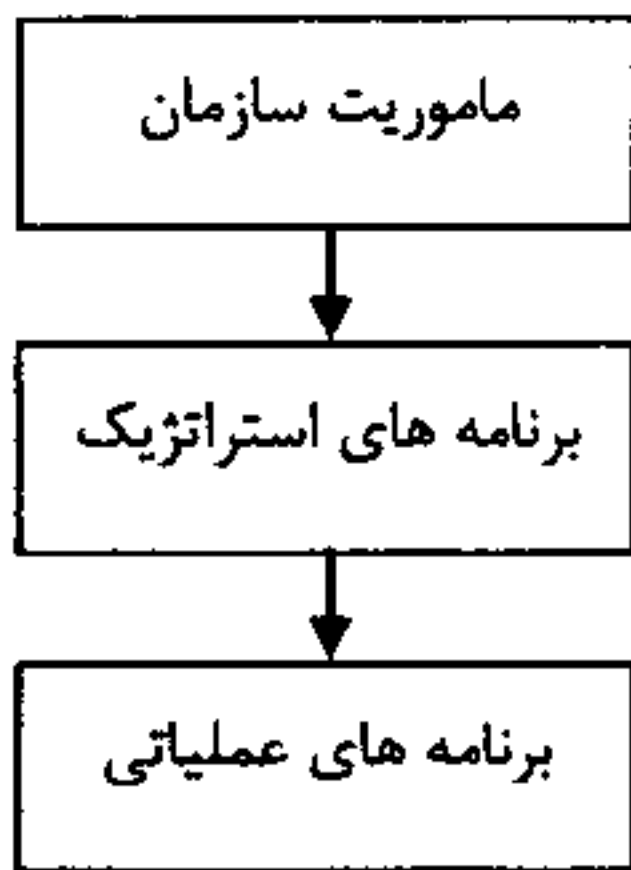 ماموریت سازمان
برنامه های استراتژیک
برنامه های عملیاتی